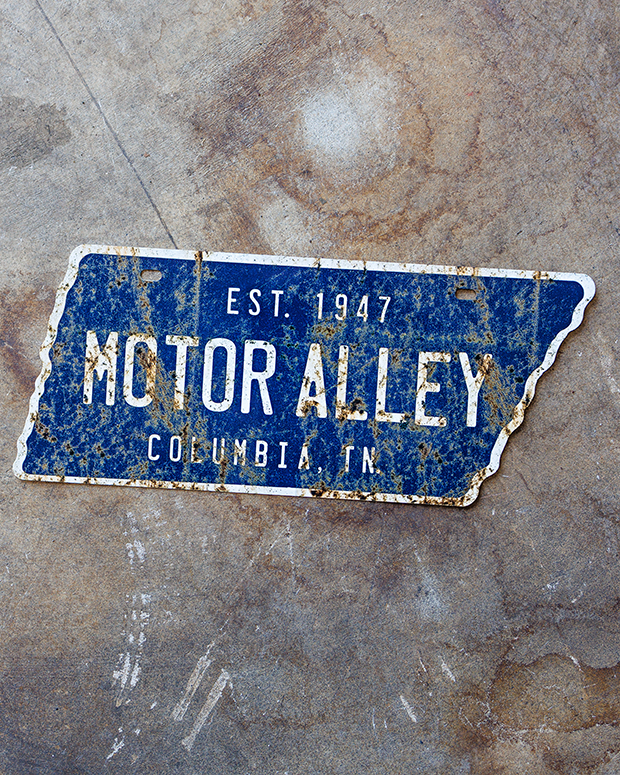 EST. 1947
MOTOR ALLEY
COLUMBIA, TN.